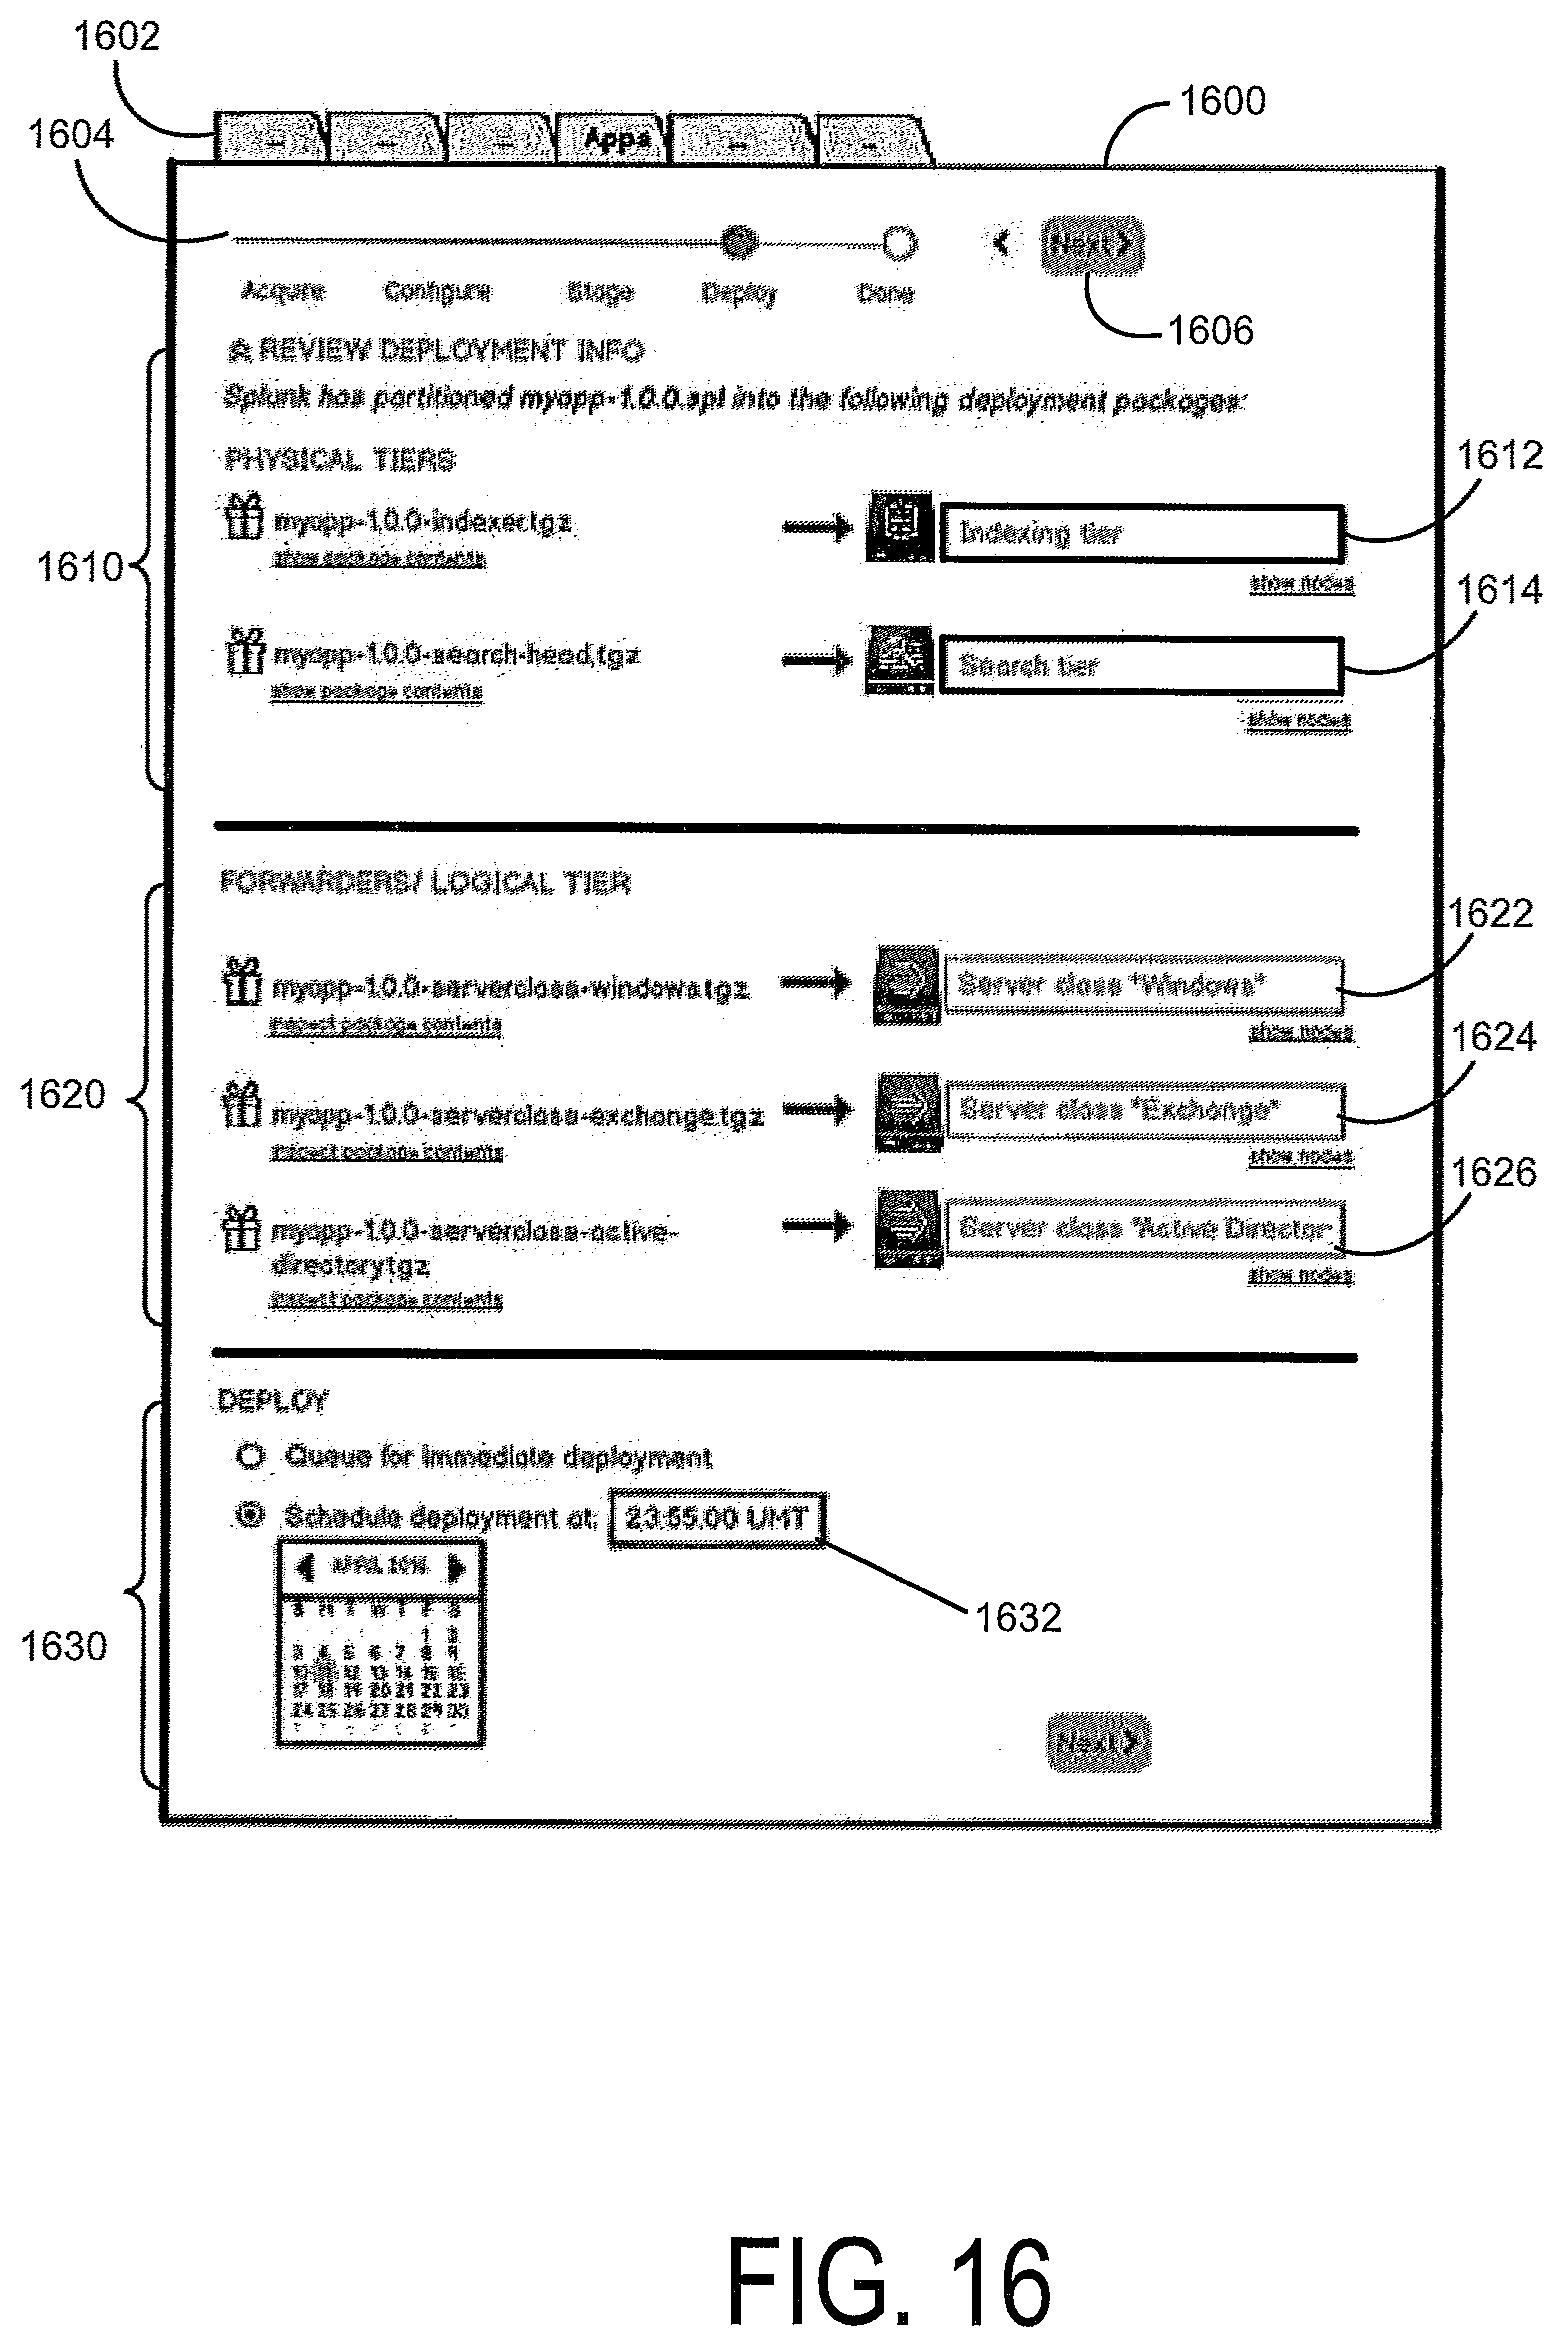 1602
1600
1604
Apps
Next >
Acquire Configure Stage Deploy Done
1606
REVIEW DEPLOYMENT INFO
Splunk has partitioned myapp-1.0.0.spl into the following deployment packages:
PHYSICAL TIERS
1612
myapp-1.0.0-indexer.tgz Indexing tier
show package contents
1610
show nodes
1614
myapp-1.0.0-search-head.tgz Search tier
show package contents
show nodes
FORWARDERS/ LOGICAL TIER
1622
myapp-1.0.0-serverclass-windows.tgz Server class "Windows"
inspect package contents
show nodes
1624
1620
myapp-1.0.0-serverclass-exchange.tgz Server class "Exchange"
inspect package contents
show nodes
1626
myapp-1.0.0-serverclass-active- Server class "Active Director
directory.tgz
show nodes
inspect package contents
DEPLOY
Queue for immediate deployment
Schedule deployment at: 23:55:00 UMT
APRIL
S M T W T F S
1632
1630
3 4 5 6 7 8 9
12 13 14 15 16
17 18 19 20 21 22 23
24 25 26 27 28 29 30
Next >
FIG. 16